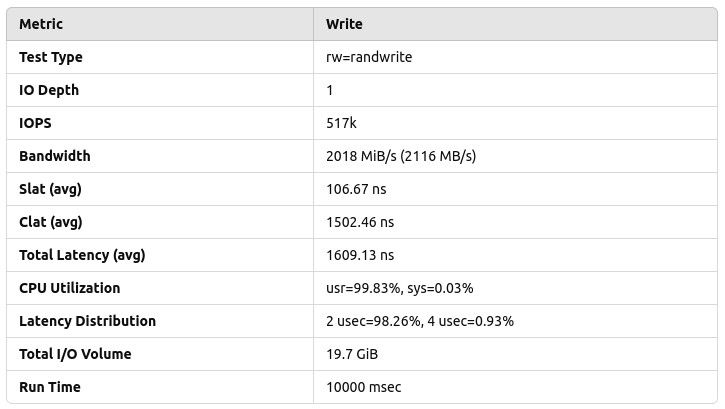 Metric Write
Test Type rw=randwrite
IO Depth 1
IOPS 517k
Bandwidth 2018 MiB/s (2116 MB/s)
Slat (avg) 106.67 ns
Clat (avg) 1502.46 ns
Total Latency (avg) 1609.13 ns
CPU Utilization usr=99.83%, sys=0.03%
Latency Distribution 2 usec=98.26%, 4 usec=0.93%
Total I/O Volume 19.7 GiB
Run Time 10000 msec